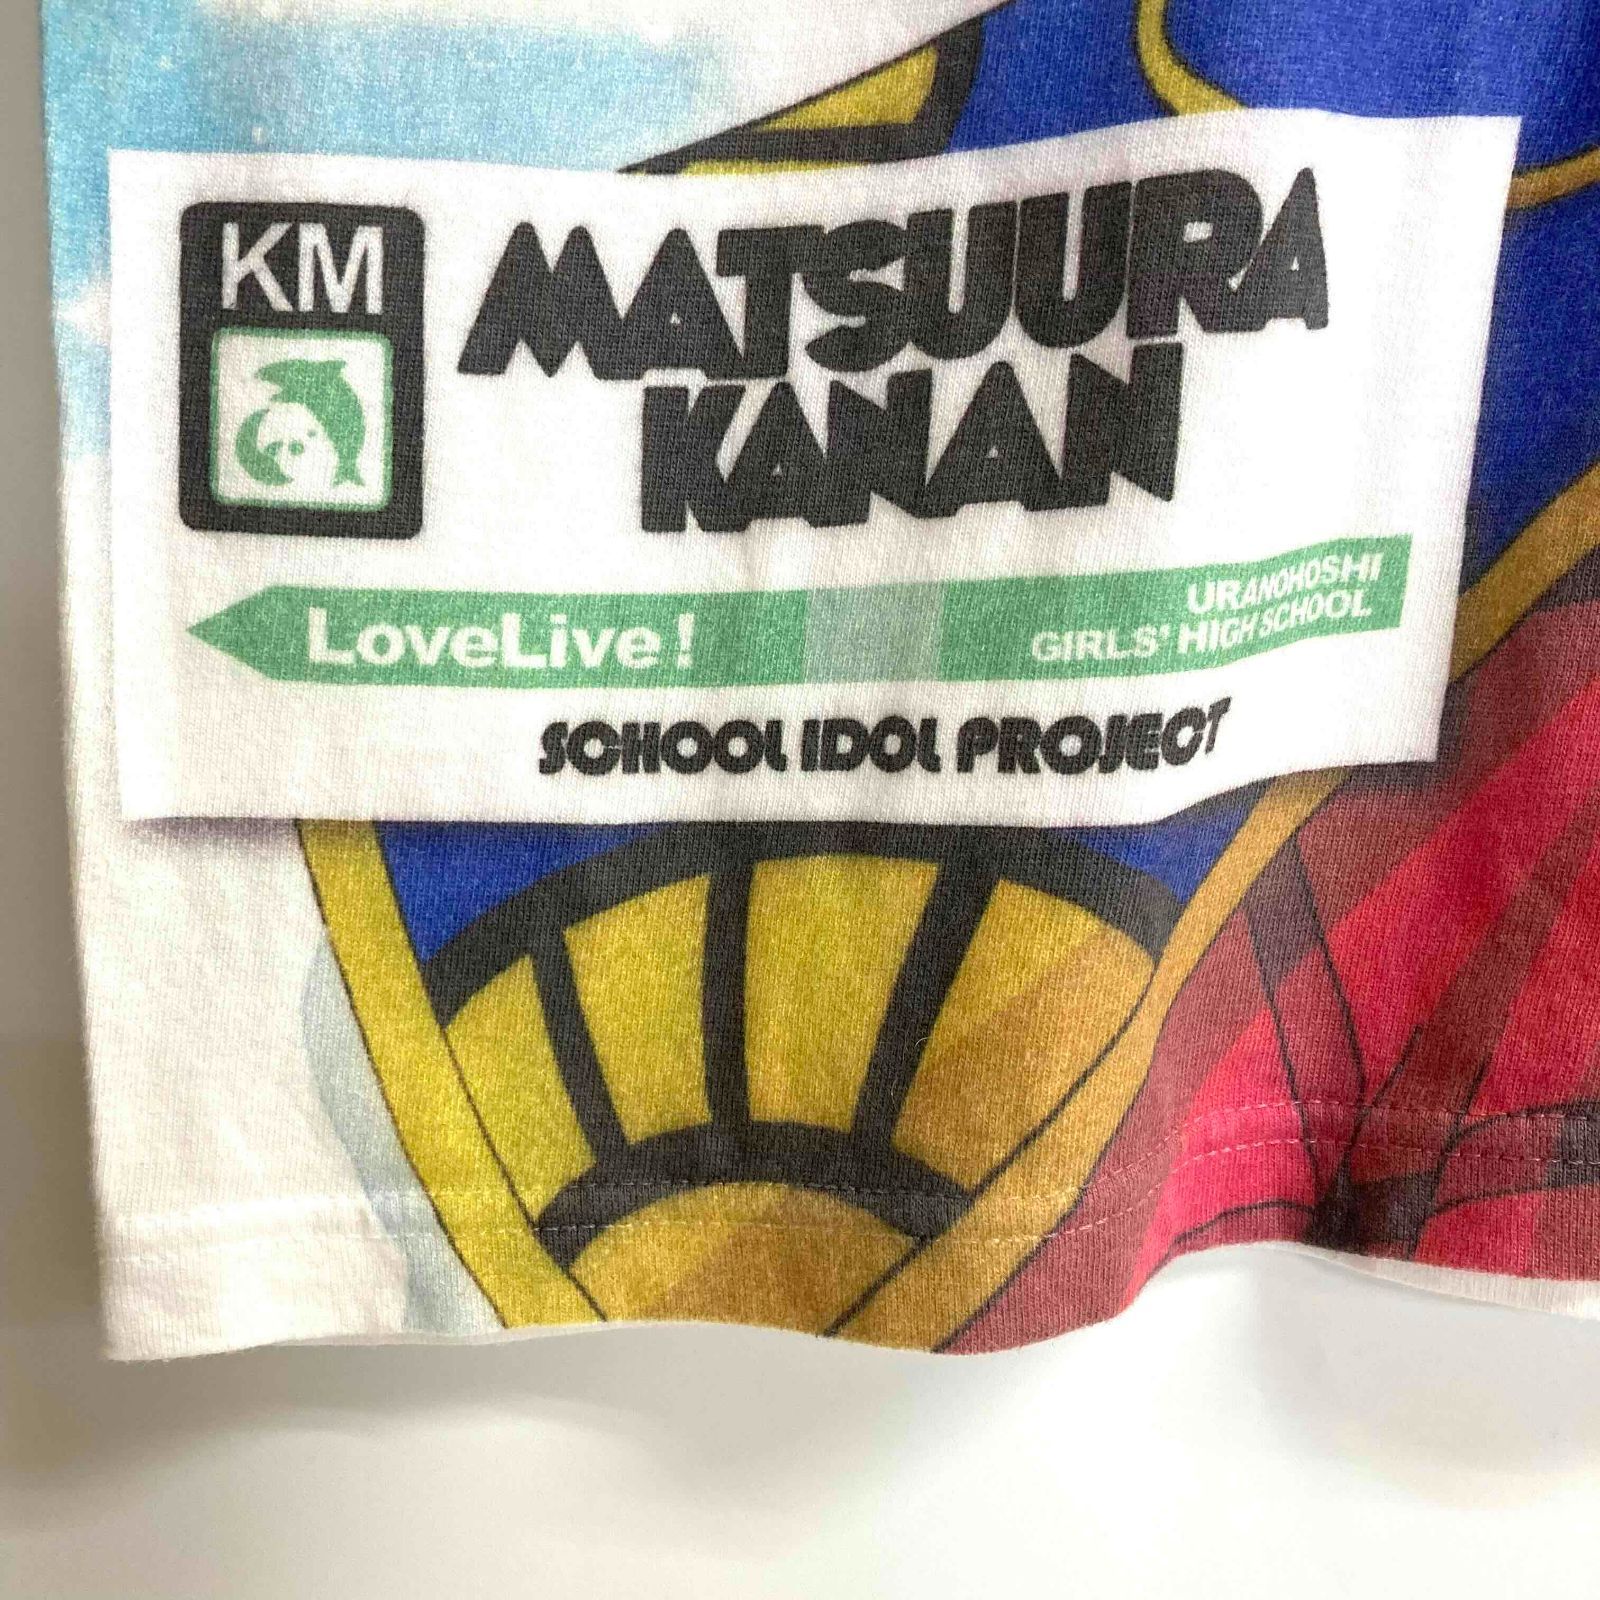 KM
MATSUURA
KANAN
LoveLive!
URANOHOSHI
GIRLS' HIGH SCHOOL
SCHOOL IDOL PROJECT